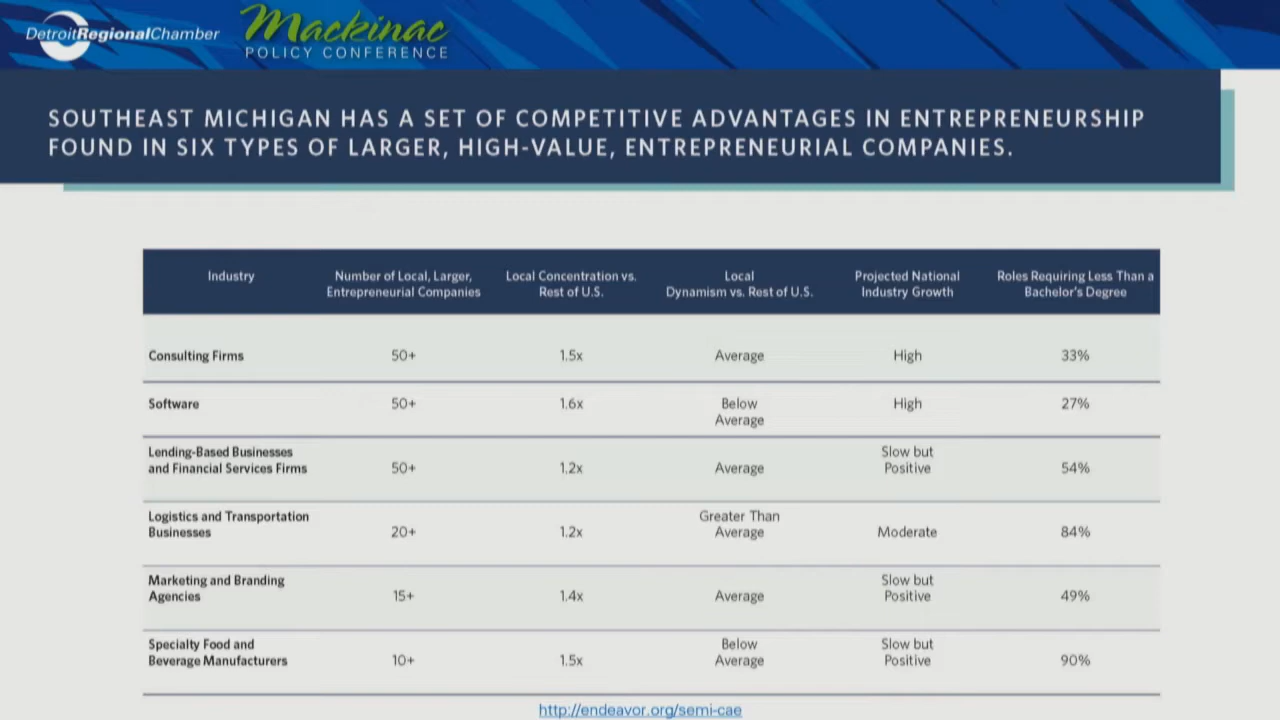 DetroitRegionalChamber
Mackinac
POLICY CONFERENCE
SOUTHEAST MICHIGAN HAS A SET OF COMPETITIVE ADVANTAGES IN ENTREPRENEURSHIP
FOUND IN SIX TYPES OF LARGER, HIGH-VALUE, ENTREPRENEURIAL COMPANIES.
Industry
Number of Local, Larger,
Entrepreneurial Companies
Local Concentration vs.
Rest of U.S.
Local
Dynamism vs. Rest of U.S.
Projected National
Industry Growth
Roles Requiring Less Than a
Bachelor's Degree
Consulting Firms
50+
1.5x
Average
High
33%
Software
50+
1.6x
Below
Average
High
27%
Lending-Based Businesses
and Financial Services Firms
50+
1.2x
Average
Slow but
Positive
54%
Logistics and Transportation
Businesses
20+
1.2x
Greater Than
Average
Moderate
84%
Marketing and Branding
Agencies
15+
1.4x
Average
Slow but
Positive
49%
Specialty Food and
Beverage Manufacturers
10+
1.5x
Below
Average
Slow but
Positive
90%
http://endeavor.org/semi-cae